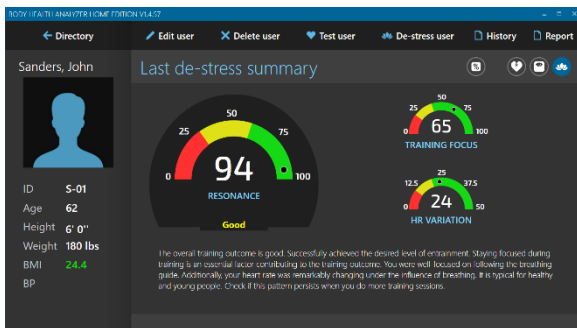 BODY HEALTH ANALYZER HOME EDITION V1.4.57
Directory
Edit user
Delete user
Test user
De-stress user
History
Report
Sanders, John
Last de-stress summary
ID S-01
Age 62
Height 6' 0''
Weight 180 lbs
BMI 24.4
BP
0
25
50
75
100
94
RESONANCE
Good
0
25
50
75
100
65
TRAINING FOCUS
0
12.5
25
37.5
50
24
HR VARIATION
The overall training outcome is good. Successfully achieved the desired level of entrainment. Staying focused during
training is an essential factor contributing to the training outcome. You were well-focused on following the breathing
guide. Additionally, your heart rate was remarkably changing under the influence of breathing. It is typical for healthy
and young people. Check if this pattern persists when you do more training sessions.